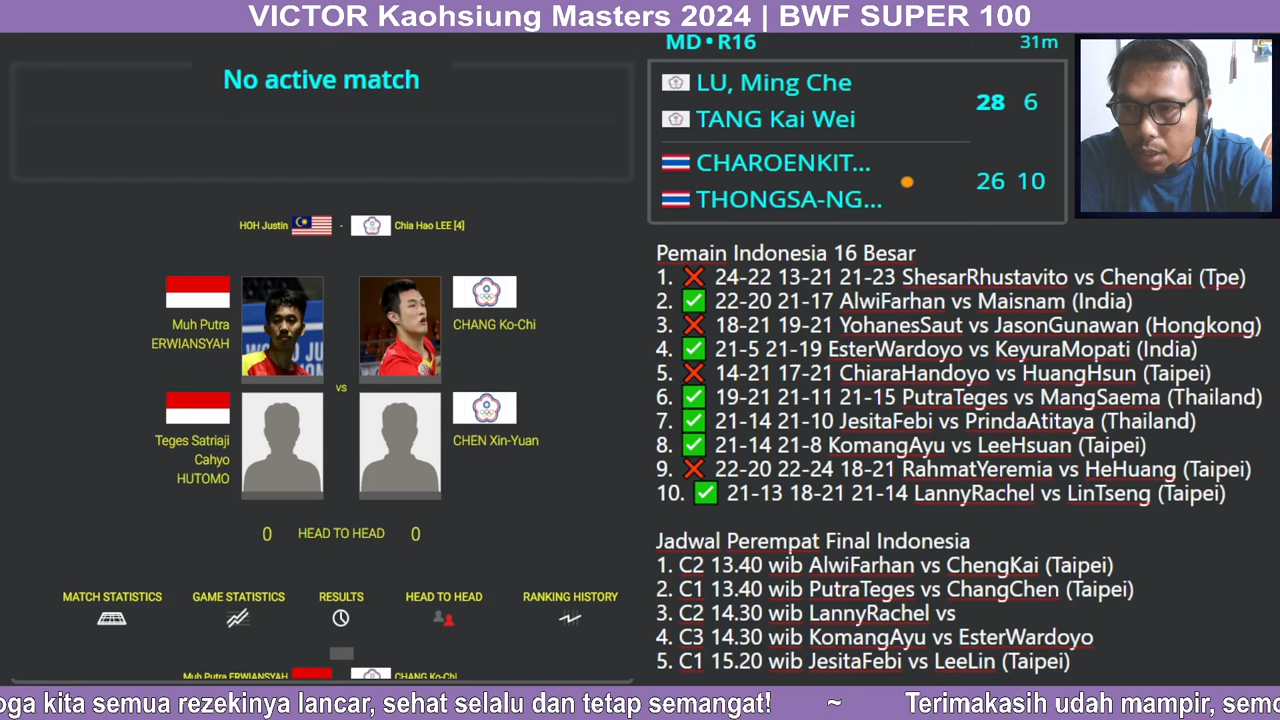 VICTOR Kaohsiung Masters 2024 | BWF SUPER 100
No active match
HOH Justin - Chia Hao LEE [4]
Muh Putra
ERWIANSYAH
CHANG Ko-Chi
vs
Teges Satriaji
Cahyo
HUTOMO
CHEN Xin-Yuan
0 HEAD TO HEAD 0
MATCH STATISTICS GAME STATISTICS RESULTS HEAD TO HEAD RANKING HISTORY
Muh Putra ERWIANSYAH CHANG Ko-Chi
MD • R16 31m
LU, Ming Che
TANG Kai Wei
28 6
CHAROENKIT...
THONGSA-NG...
26 10
Pemain Indonesia 16 Besar
1. ❌ 24-22 13-21 21-23 ShesarRhustavito vs ChengKai (Tpe)
2. ✅ 22-20 21-17 AlwiFarhan vs Maisnam (India)
3. ❌ 18-21 19-21 YohanesSaut vs JasonGunawan (Hongkong)
4. ✅ 21-5 21-19 EsterWardoyo vs KeyuraMopati (India)
5. ❌ 14-21 17-21 ChiaraHandoyo vs HuangHsun (Taipei)
6. ✅ 19-21 21-11 21-15 PutraTeges vs MangSaema (Thailand)
7. ✅ 21-14 21-10 JesitaFebi vs PrindaAtitaya (Thailand)
8. ✅ 21-14 21-8 KomangAyu vs LeeHsuan (Taipei)
9. ❌ 22-20 22-24 18-21 RahmatYeremia vs HeHuang (Taipei)
10. ✅ 21-13 18-21 21-14 LannyRachel vs LinTseng (Taipei)
Jadwal Perempat Final Indonesia
1. C2 13.40 wib AlwiFarhan vs ChengKai (Taipei)
2. C1 13.40 wib PutraTeges vs ChangChen (Taipei)
3. C2 14.30 wib LannyRachel vs
4. C3 14.30 wib KomangAyu vs EsterWardoyo
5. C1 15.20 wib JesitaFebi vs LeeLin (Taipei)
oga kita semua rezekinya lancar, sehat selalu dan tetap semangat! ~ Terimakasih udah mampir, semo